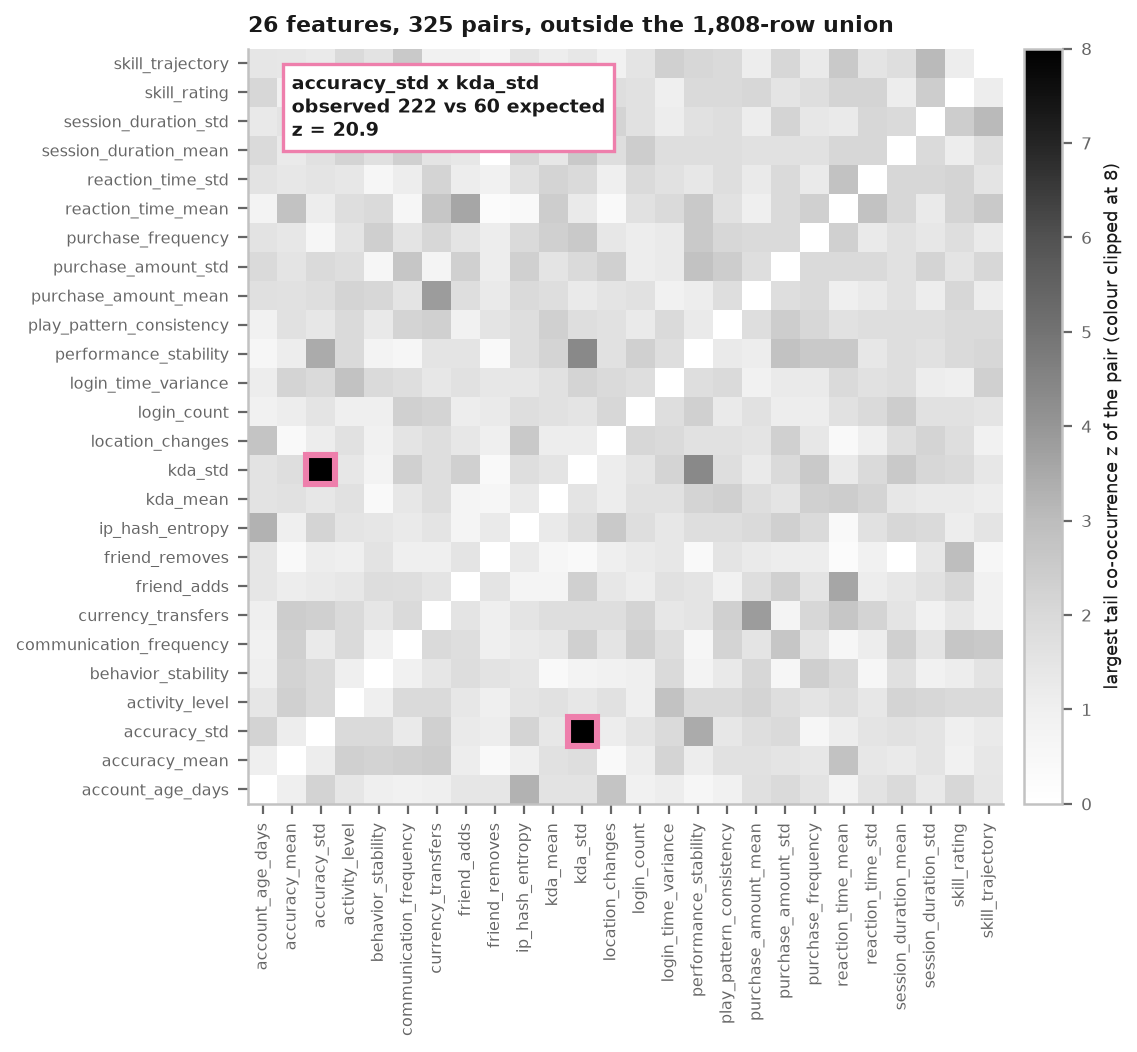 26 features, 325 pairs, outside the 1,808-row union
accuracy_std x kda_std
observed 222 vs 60 expected
z = 20.9
skill_trajectory
skill_rating
session_duration_std
session_duration_mean
reaction_time_std
reaction_time_mean
purchase_frequency
purchase_amount_std
purchase_amount_mean
play_pattern_consistency
performance_stability
login_time_variance
login_count
location_changes
kda_std
kda_mean
ip_hash_entropy
friend_removes
friend_adds
currency_transfers
communication_frequency
behavior_stability
activity_level
accuracy_std
accuracy_mean
account_age_days
account_age_days
accuracy_mean
accuracy_std
activity_level
behavior_stability
communication_frequency
currency_transfers
friend_adds
friend_removes
ip_hash_entropy
kda_mean
kda_std
location_changes
login_count
login_time_variance
performance_stability
play_pattern_consistency
purchase_amount_mean
purchase_amount_std
purchase_frequency
reaction_time_mean
reaction_time_std
session_duration_mean
session_duration_std
skill_rating
skill_trajectory
8
7
6
5
4
3
2
1
0
largest tail co-occurrence z of the pair (colour clipped at 8)